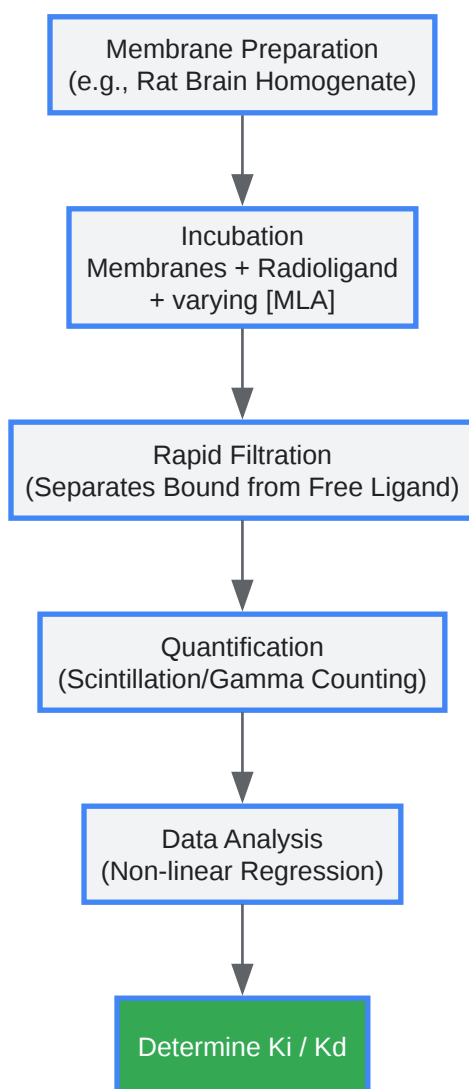 Membrane Preparation
(e.g., Rat Brain Homogenate)
Incubation
Membranes + Radioligand
+ varying [MLA]
Rapid Filtration
(Separates Bound from Free Ligand)
Quantification
(Scintillation/Gamma Counting)
Data Analysis
(Non-linear Regression)
Determine Ki / Kd